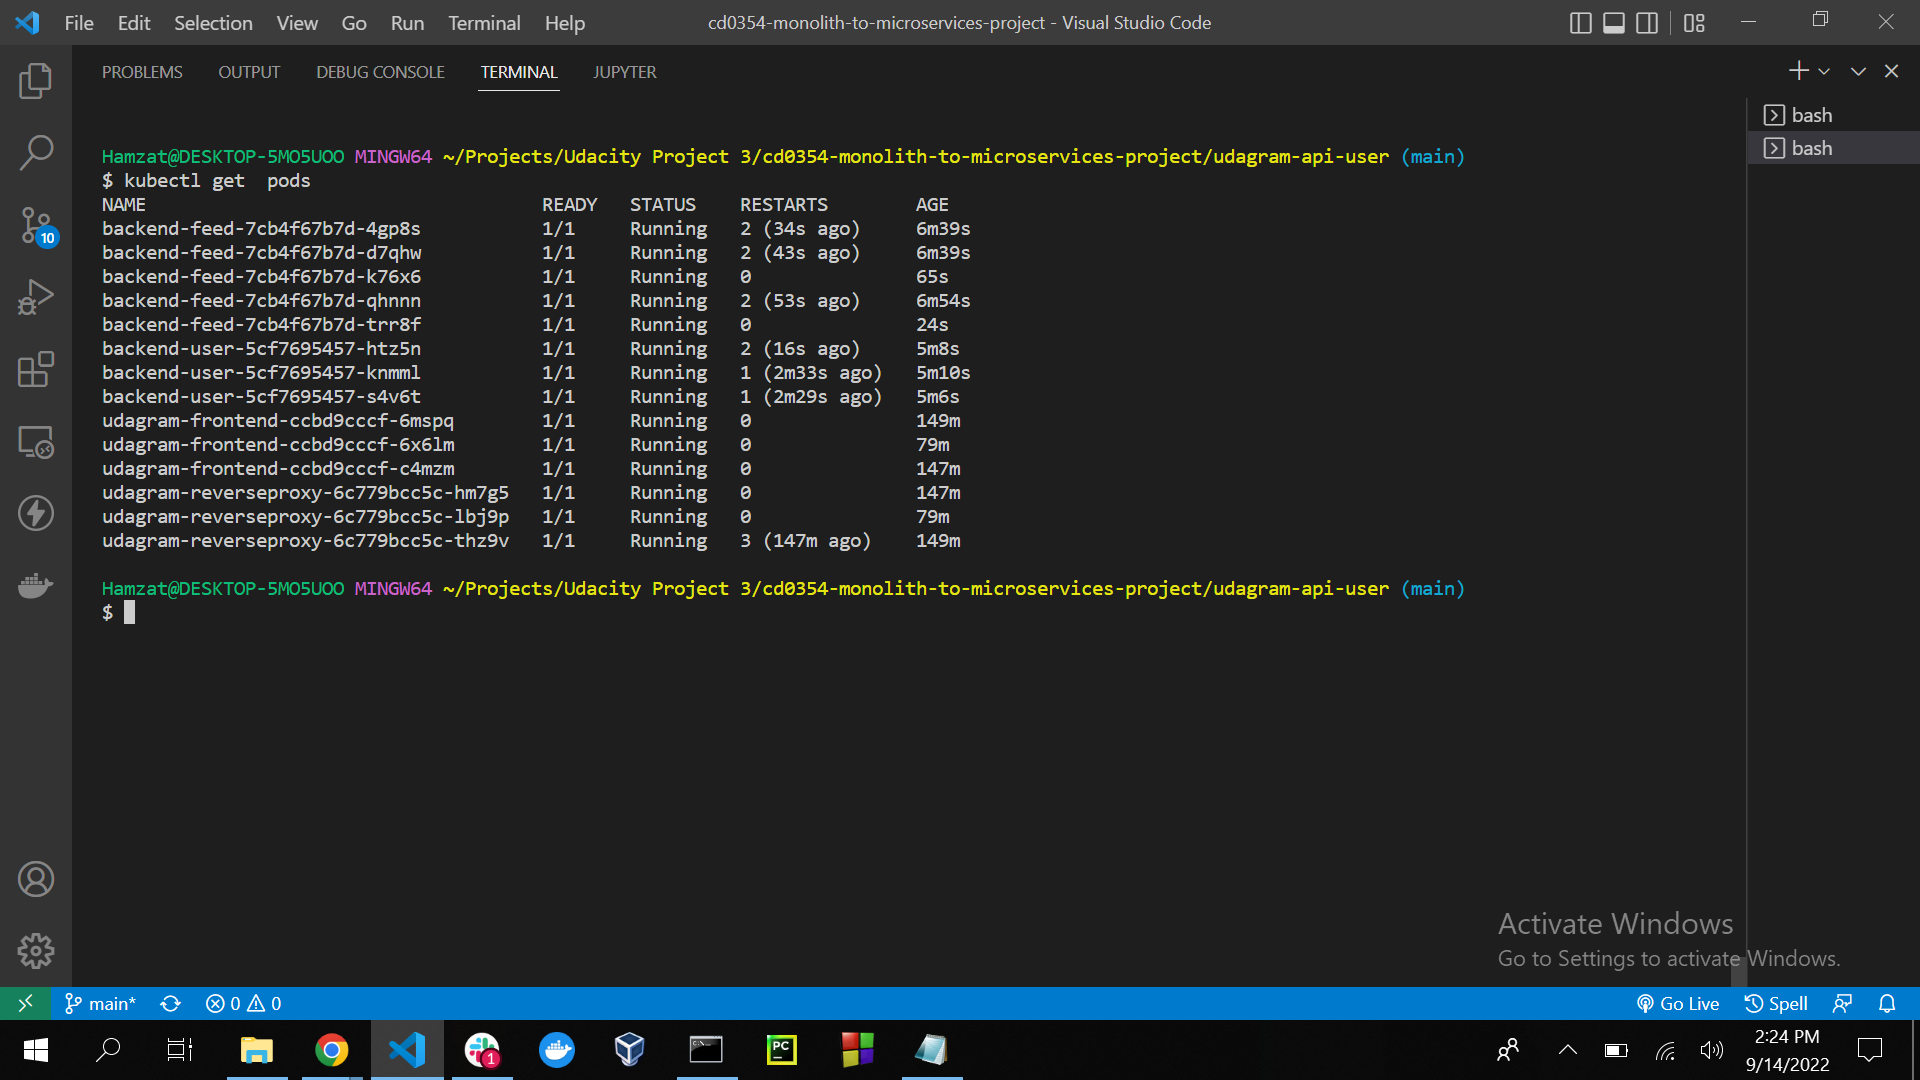 File Edit Selection View Go Run Terminal Help cd0354-monolith-to-microservices-project - Visual Studio Code
PROBLEMS OUTPUT DEBUG CONSOLE TERMINAL JUPYTER
bash
bash
Hamzat@DESKTOP-5MO5UOO MINGW64 ~/Projects/Udacity Project 3/cd0354-monolith-to-microservices-project/udagram-api-user (main)
$ kubectl get  pods
NAME READY STATUS RESTARTS AGE
backend-feed-7cb4f67b7d-4gp8s 1/1 Running 2 (34s ago) 6m39s
backend-feed-7cb4f67b7d-d7qhw 1/1 Running 2 (43s ago) 6m39s
backend-feed-7cb4f67b7d-k76x6 1/1 Running 0 65s
backend-feed-7cb4f67b7d-qhnnn 1/1 Running 2 (53s ago) 6m54s
backend-feed-7cb4f67b7d-trr8f 1/1 Running 0 24s
backend-user-5cf7695457-htz5n 1/1 Running 2 (16s ago) 5m8s
backend-user-5cf7695457-knmml 1/1 Running 1 (2m33s ago) 5m10s
backend-user-5cf7695457-s4v6t 1/1 Running 1 (2m29s ago) 5m6s
udagram-frontend-ccbd9cccf-6mspq 1/1 Running 0 149m
udagram-frontend-ccbd9cccf-6x6lm 1/1 Running 0 79m
udagram-frontend-ccbd9cccf-c4mzm 1/1 Running 0 147m
udagram-reverseproxy-6c779bcc5c-hm7g5 1/1 Running 0 147m
udagram-reverseproxy-6c779bcc5c-lbj9p 1/1 Running 0 79m
udagram-reverseproxy-6c779bcc5c-thz9v 1/1 Running 3 (147m ago) 149m
Hamzat@DESKTOP-5MO5UOO MINGW64 ~/Projects/Udacity Project 3/cd0354-monolith-to-microservices-project/udagram-api-user (main)
$
10
Activate Windows
Go to Settings to activate Windows.
main* 0 0 Go Live Spell
1
PC
2:24 PM
9/14/2022